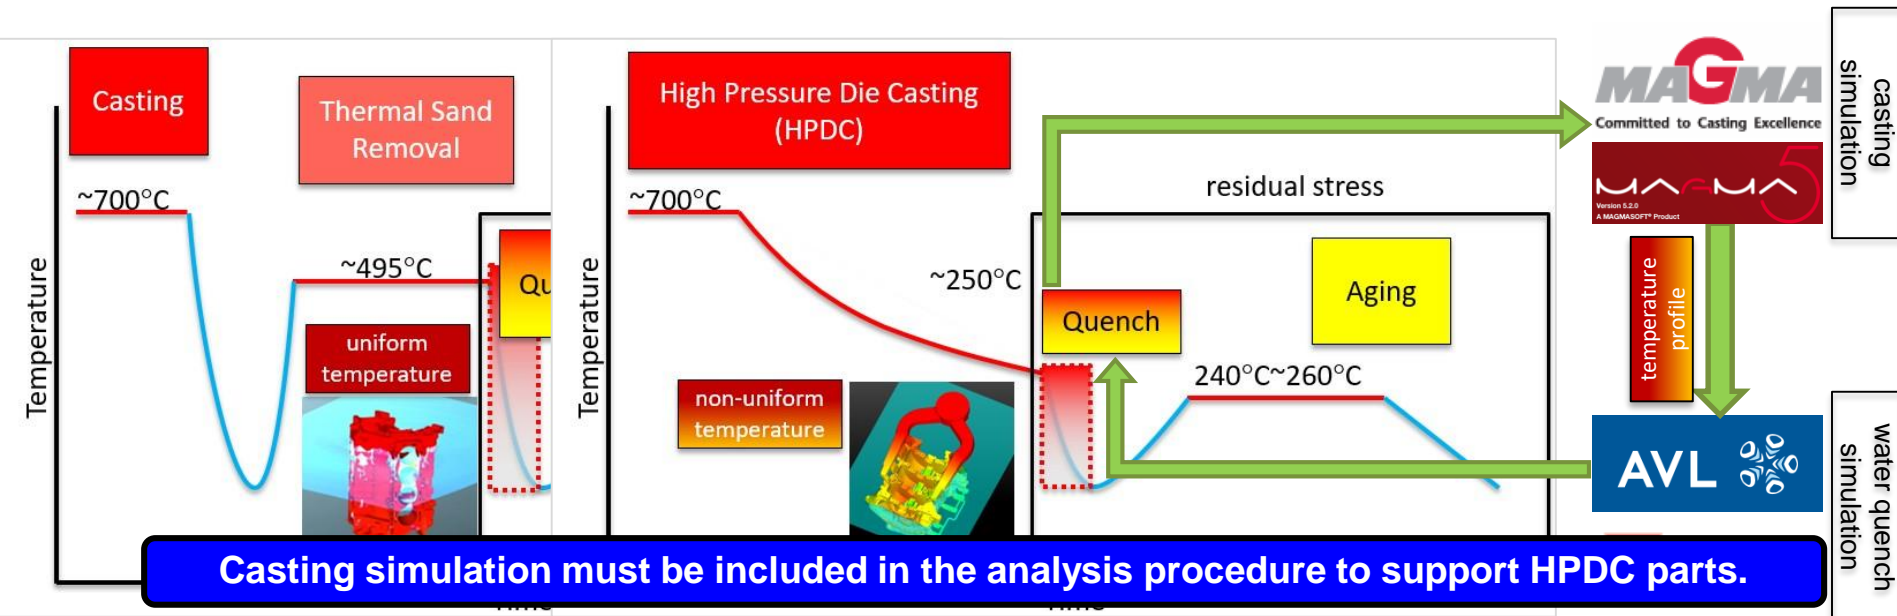 Casting
Thermal Sand
Removal
~700°C
~495°C
uniform
temperature
Qu
Temperature
High Pressure Die Casting
(HPDC)
~700°C
~250°C
residual stress
Quench
Aging
240°C~260°C
non-uniform
temperature
Temperature
MAGMA
Committed to Casting Excellence
MAGMA5
Version 5.2.0
A MAGMASOFT® Product
temperature
profile
AVL
casting
simulation
water quench
simulation
Casting simulation must be included in the analysis procedure to support HPDC parts.